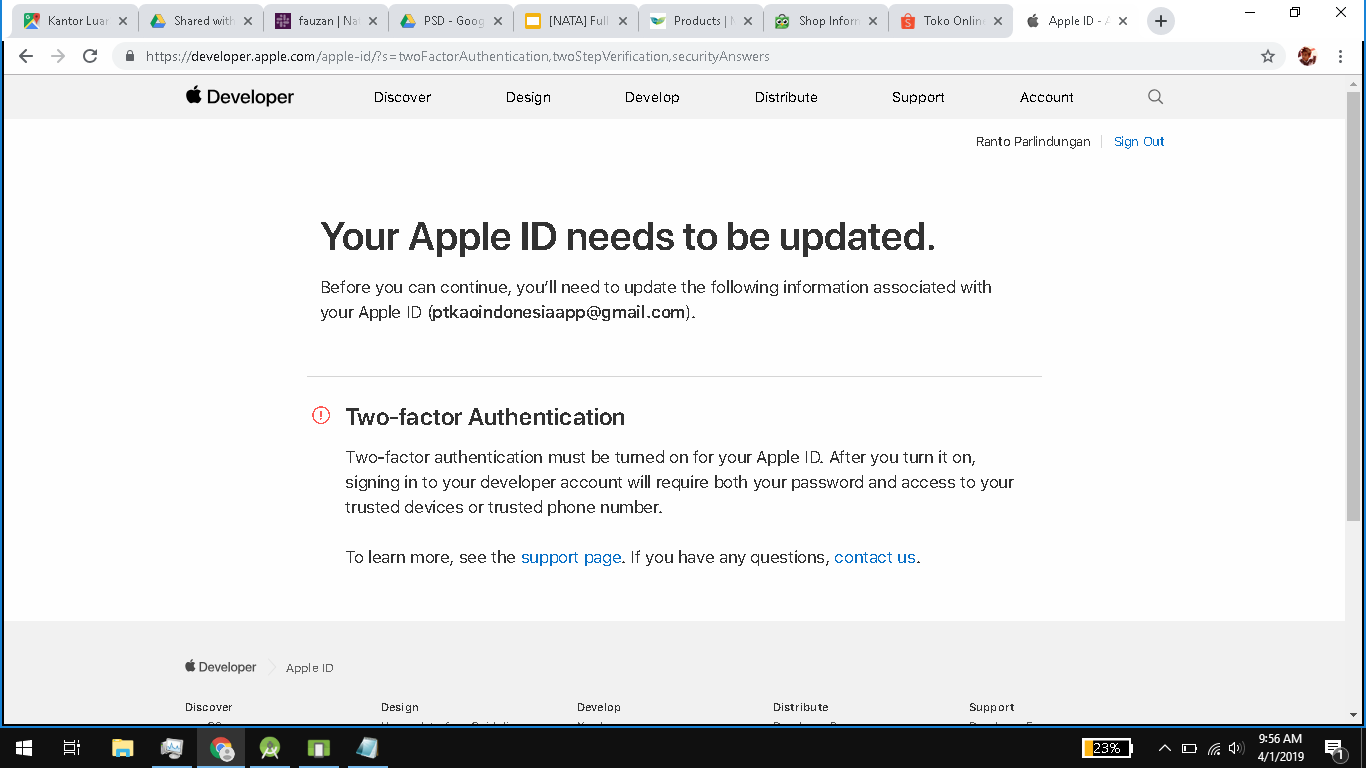 Kantor Luar
Shared with
fauzan | Nat
PSD - Goog
[NATA] Full
Products | M
Shop Inform
Toko Online
Apple ID - A
https://developer.apple.com/apple-id/?s=twoFactorAuthentication,twoStepVerification,securityAnswers
Developer
Discover
Design
Develop
Distribute
Support
Account
Ranto Parlindungan
Sign Out
Your Apple ID needs to be updated.
Before you can continue, you'll need to update the following information associated with
your Apple ID (ptkaoindonesiaapp@gmail.com).
Two-factor Authentication
Two-factor authentication must be turned on for your Apple ID. After you turn it on,
signing in to your developer account will require both your password and access to your
trusted devices or trusted phone number.
To learn more, see the support page. If you have any questions, contact us.
Developer
Apple ID
Discover
Design
Develop
Distribute
Support
23%
9:56 AM
4/1/2019
1